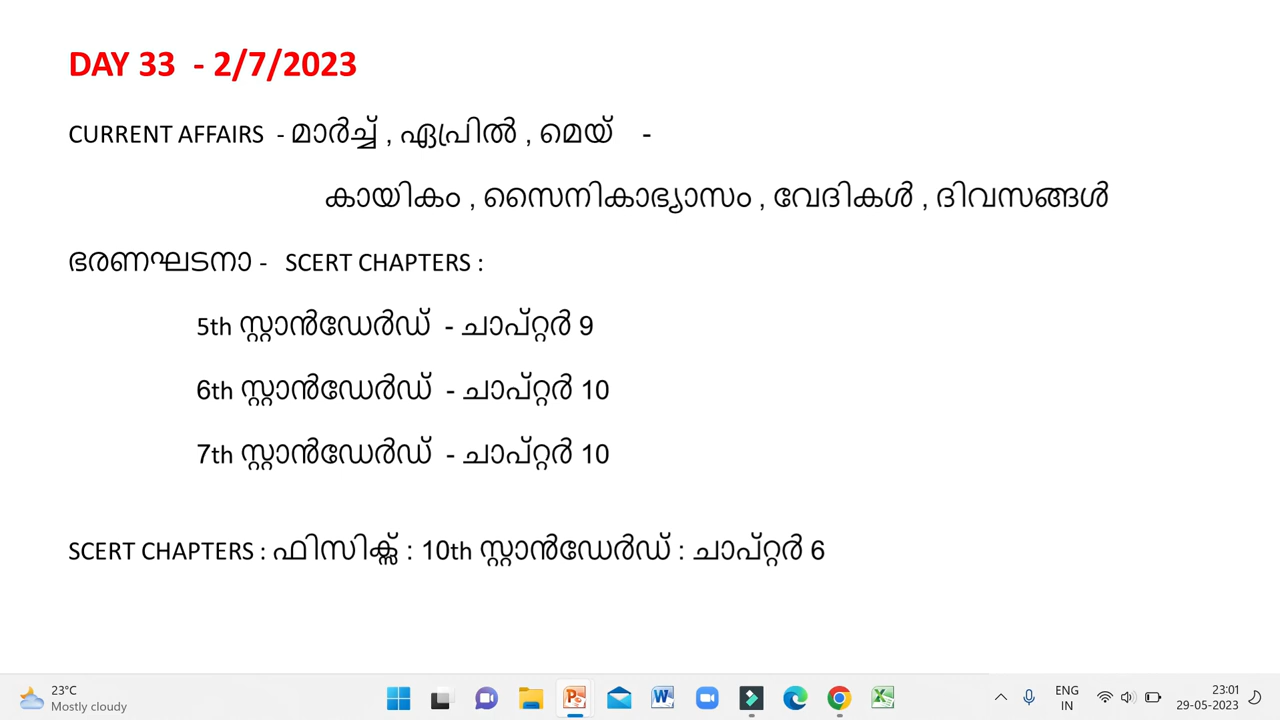 DAY 33 - 2/7/2023
CURRENT AFFAIRS - മാർച്ച് , ഏപ്രിൽ , മെയ് -
കായികം , സൈനികാഭ്യാസം , വേദികൾ , ദിവസങ്ങൾ
ഭരണഘടനാ - SCERT CHAPTERS :
5th സ്റ്റാൻഡേർഡ് - ചാപ്റ്റർ 9
6th സ്റ്റാൻഡേർഡ് - ചാപ്റ്റർ 10
7th സ്റ്റാൻഡേർഡ് - ചാപ്റ്റർ 10
SCERT CHAPTERS : ഫിസിക്സ് : 10th സ്റ്റാൻഡേർഡ് : ചാപ്റ്റർ 6
23°C
Mostly cloudy
ENG
IN
23:01
29-05-2023